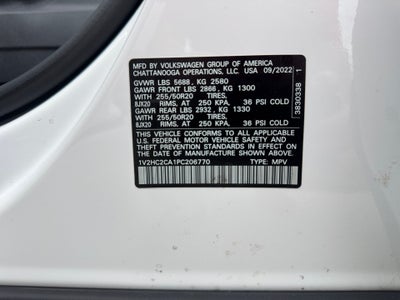 MFD BY VOLKSWAGEN GROUP OF AMERICA
CHATTANOOGA OPERATIONS, LLC. USA 09/2022
GVWR LBS 5688 , KG 2580
GAWR FRONT LBS 2866 , KG 1300
WITH 255/50R20 TIRES,
8JX20 RIMS, AT 250 KPA, 36 PSI COLD
GAWR REAR LBS 2932 , KG 1330
WITH 255/50R20 TIRES,
8JX20 RIMS, AT 250 KPA, 36 PSI COLD
THIS VEHICLE CONFORMS TO ALL APPLICABLE
U.S. FEDERAL MOTOR VEHICLE SAFETY AND
THEFT PREVENTION STANDARDS IN EFFECT ON
THE DATE OF MANUFACTURE SHOWN ABOVE.
1V2HC2CA1PC206770 TYPE: MPV
3830338 1